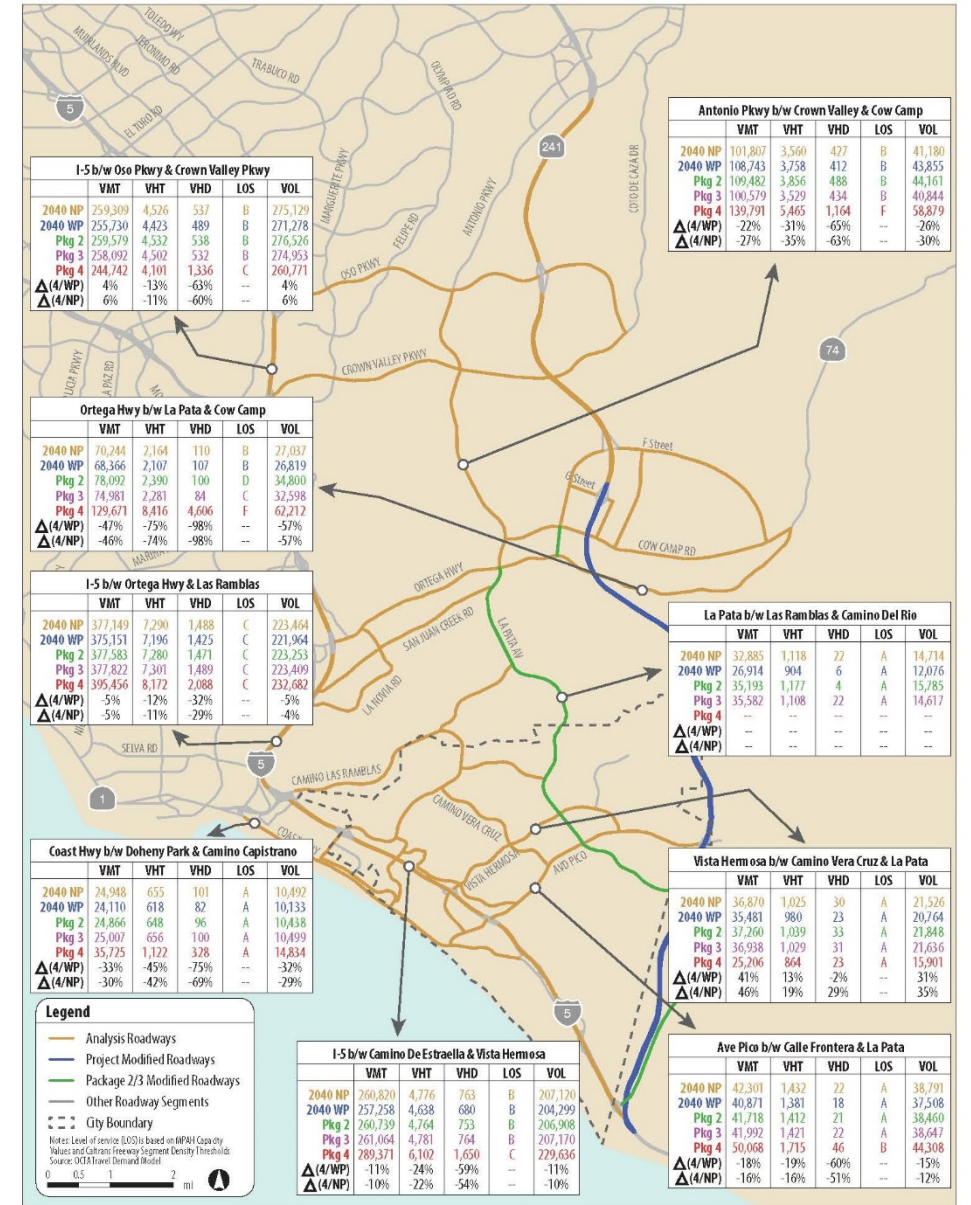 TOLEDO WY
JERONIMO RD
MUIRLANDS BLVD
TRABUCO RD
EL TORO RD
5
OLYMPIAD RD
MARGUERITE PKWY
FELIPE RD
ANTONIO PKWY
241
COTO DE CAZA DR
Antonio Pkwy b/w Crown Valley & Cow Camp
VMT VHT VHD LOS VOL
2040 NP 101,807 3,560 427 B 41,180
2040 WP 108,743 3,758 412 B 43,855
Pkg 2 109,482 3,856 488 B 44,161
Pkg 3 100,579 3,529 434 B 40,844
Pkg 4 139,791 5,465 1,164 F 58,879
Δ(4/WP) -22% -31% -65% -- -26%
Δ(4/NP) -27% -35% -63% -- -30%
I-5 b/w Oso Pkwy & Crown Valley Pkwy
VMT VHT VHD LOS VOL
2040 NP 259,309 4,526 537 B 275,129
2040 WP 255,730 4,423 489 B 271,278
Pkg 2 259,579 4,532 538 B 276,526
Pkg 3 258,092 4,502 532 B 274,953
Pkg 4 244,742 4,101 1,336 C 260,771
Δ(4/WP) 4% -13% -63% -- 4%
Δ(4/NP) 6% -11% -60% -- 6%
OSO PKWY
CROWN VALLEY PKWY
74
LA PAZ RD
F Street
G Street
COW CAMP RD
Ortega Hwy b/w La Pata & Cow Camp
VMT VHT VHD LOS VOL
2040 NP 70,244 2,164 110 B 27,037
2040 WP 68,366 2,107 107 B 26,819
Pkg 2 78,092 2,390 100 D 34,800
Pkg 3 74,981 2,281 84 C 32,598
Pkg 4 129,671 8,416 4,606 F 62,212
Δ(4/WP) -47% -75% -98% -- -57%
Δ(4/NP) -46% -74% -98% -- -57%
ORTEGA HWY
SAN JUAN CREEK RD
LA NOVIA RD
LA PATA AV
I-5 b/w Ortega Hwy & Las Ramblas
VMT VHT VHD LOS VOL
2040 NP 377,149 7,290 1,488 C 223,464
2040 WP 375,151 7,196 1,425 C 221,964
Pkg 2 377,583 7,280 1,471 C 223,253
Pkg 3 377,822 7,301 1,489 C 223,409
Pkg 4 395,456 8,172 2,088 C 232,682
Δ(4/WP) -5% -12% -32% -- -5%
Δ(4/NP) -5% -11% -29% -- -4%
La Pata b/w Las Ramblas & Camino Del Rio
VMT VHT VHD LOS VOL
2040 NP 32,885 1,118 22 A 14,714
2040 WP 26,914 904 6 A 12,076
Pkg 2 35,193 1,177 4 A 15,785
Pkg 3 35,582 1,108 22 A 14,617
Pkg 4 -- -- -- -- --
Δ(4/WP) -- -- -- -- --
Δ(4/NP) -- -- -- -- --
SELVA RD
5
1
CAMINO LAS RAMBLAS
CAMINO VERA CRUZ
VISTA HERMOSA
AVD PICO
Coast Hwy b/w Doheny Park & Camino Capistrano
VMT VHT VHD LOS VOL
2040 NP 24,948 655 101 A 10,492
2040 WP 24,110 618 82 A 10,133
Pkg 2 24,866 648 96 A 10,438
Pkg 3 25,007 656 100 A 10,499
Pkg 4 35,725 1,122 328 A 14,834
Δ(4/WP) -33% -45% -75% -- -32%
Δ(4/NP) -30% -42% -69% -- -29%
Vista Hermosa b/w Camino Vera Cruz & La Pata
VMT VHT VHD LOS VOL
2040 NP 36,870 1,025 30 A 21,526
2040 WP 35,481 980 23 A 20,764
Pkg 2 37,260 1,039 33 A 21,848
Pkg 3 36,938 1,029 31 A 21,636
Pkg 4 25,206 864 23 A 15,901
Δ(4/WP) 41% 13% -2% -- 31%
Δ(4/NP) 46% 19% 29% -- 35%
5
I-5 b/w Camino De Estraella & Vista Hermosa
VMT VHT VHD LOS VOL
2040 NP 260,820 4,776 763 B 207,120
2040 WP 257,258 4,638 680 B 204,299
Pkg 2 260,739 4,764 753 B 206,908
Pkg 3 261,064 4,781 764 B 207,170
Pkg 4 289,371 6,102 1,650 C 229,636
Δ(4/WP) -11% -24% -59% -- -11%
Δ(4/NP) -10% -22% -54% -- -10%
Ave Pico b/w Calle Frontera & La Pata
VMT VHT VHD LOS VOL
2040 NP 42,301 1,432 22 A 38,791
2040 WP 40,871 1,381 18 A 37,508
Pkg 2 41,718 1,412 21 A 38,460
Pkg 3 41,992 1,421 22 A 38,647
Pkg 4 50,068 1,715 46 B 44,308
Δ(4/WP) -18% -19% -60% -- -15%
Δ(4/NP) -16% -16% -51% -- -12%
Legend
Analysis Roadways
Project Modified Roadways
Package 2/3 Modified Roadways
Other Roadway Segments
City Boundary
Notes: Level of service (LOS) is based on MPAH Capacity
Values and Caltrans Freeway Segment Density Thresholds
Source: OCTA Travel Demand Model
0 0.5 1 2
mi